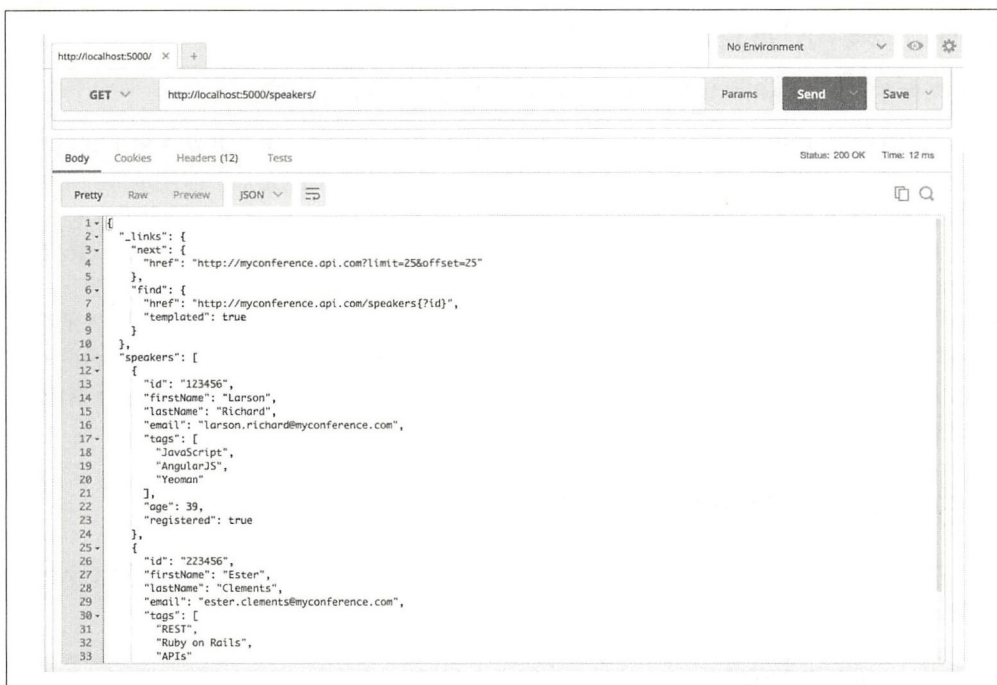 No Environment
http://localhost:5000/ × +
GET http://localhost:5000/speakers/ Params Send Save
Body Cookies Headers (12) Tests Status: 200 OK Time: 12 ms
Pretty Raw Preview JSON
1 {
2 "_links": {
3 "next": {
4 "href": "http://myconference.api.com?limit=25&offset=25"
5 },
6 "find": {
7 "href": "http://myconference.api.com/speakers{?id}",
8 "templated": true
9 }
10 },
11 "speakers": [
12 {
13 "id": "123456",
14 "firstName": "Larson",
15 "lastName": "Richard",
16 "email": "larson.richard@myconference.com",
17 "tags": [
18 "JavaScript",
19 "AngularJS",
20 "Yeoman"
21 ],
22 "age": 39,
23 "registered": true
24 },
25 {
26 "id": "223456",
27 "firstName": "Ester",
28 "lastName": "Clements",
29 "email": "ester.clements@myconference.com",
30 "tags": [
31 "REST",
32 "Ruby on Rails",
33 "APIs"